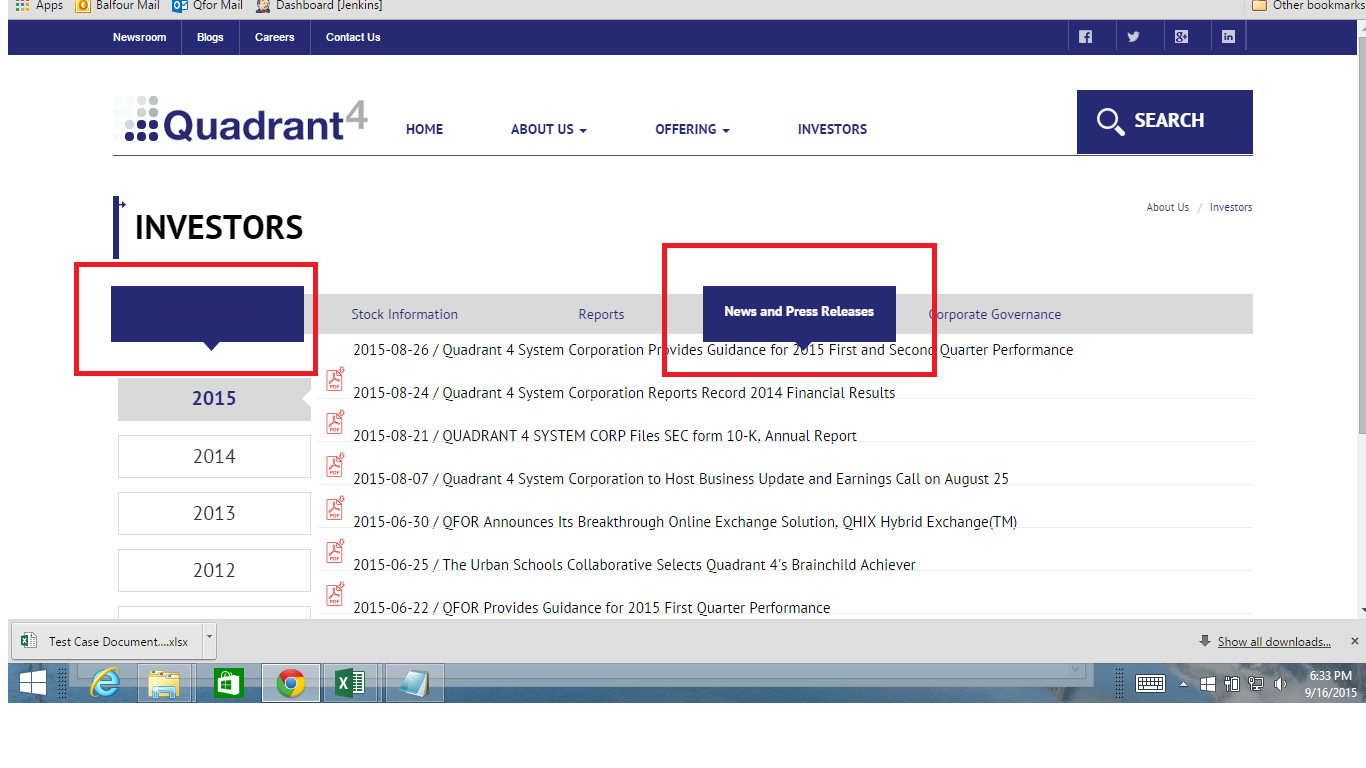 Apps Balfour Mail Qfor Mail Dashboard [Jenkins] Other bookmarks
Newsroom Blogs Careers Contact Us
Quadrant4 HOME ABOUT US OFFERING INVESTORS SEARCH
INVESTORS
About Us / Investors
Stock Information Reports News and Press Releases Corporate Governance
2015-08-26 / Quadrant 4 System Corporation Provides Guidance for 2015 First and Second Quarter Performance
2015
2015-08-24 / Quadrant 4 System Corporation Reports Record 2014 Financial Results
2015-08-21 / QUADRANT 4 SYSTEM CORP Files SEC form 10-K, Annual Report
2014
2015-08-07 / Quadrant 4 System Corporation to Host Business Update and Earnings Call on August 25
2013
2015-06-30 / QFOR Announces Its Breakthrough Online Exchange Solution, QHIX Hybrid Exchange(TM)
2012
2015-06-25 / The Urban Schools Collaborative Selects Quadrant 4's Brainchild Achiever
2015-06-22 / QFOR Provides Guidance for 2015 First Quarter Performance
Test Case Document....xlsx Show all downloads...
6:33 PM
9/16/2015